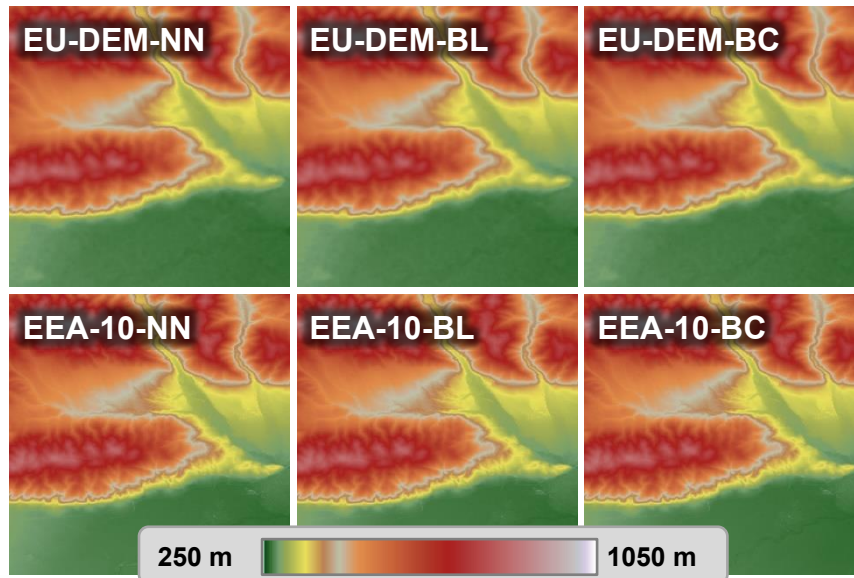 EU-DEM-NN EU-DEM-BL EU-DEM-BC
EEA-10-NN EEA-10-BL EEA-10-BC
250 m 1050 m